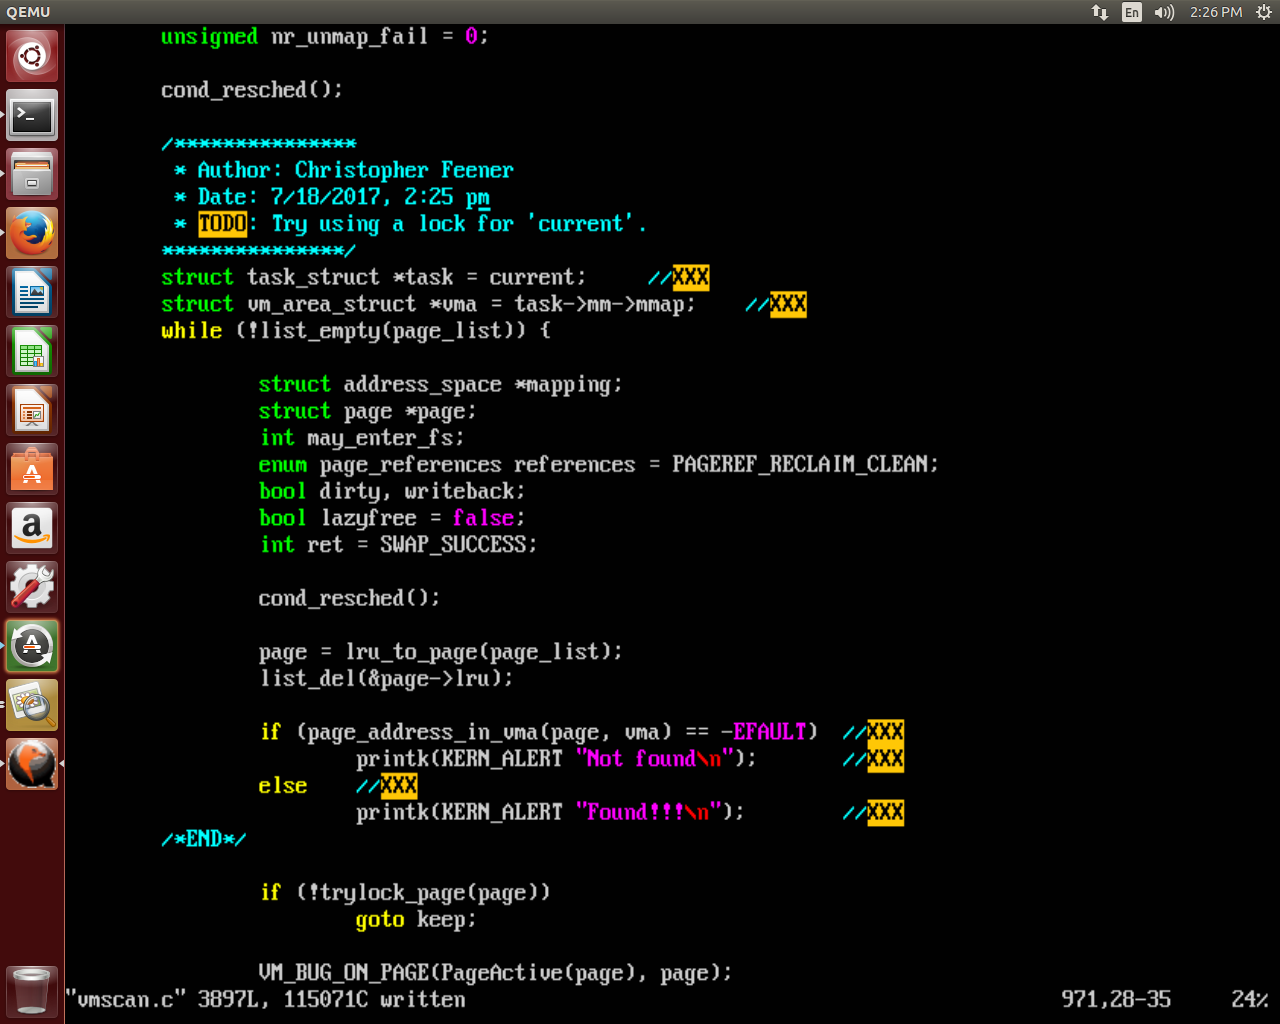 QEMU En 2:26 PM
unsigned nr_unmap_fail = 0;
cond_resched();
/***************
* Author: Christopher Feener
* Date: 7/18/2017, 2:25 pm
* TODO: Try using a lock for 'current'.
***************/
struct task_struct *task = current; //XXX
struct vm_area_struct *vma = task->mm->mmap; //XXX
while (!list_empty(page_list)) {
struct address_space *mapping;
struct page *page;
int may_enter_fs;
enum page_references references = PAGEREF_RECLAIM_CLEAN;
bool dirty, writeback;
bool lazyfree = false;
int ret = SWAP_SUCCESS;
cond_resched();
page = lru_to_page(page_list);
list_del(&page->lru);
if (page_address_in_vma(page, vma) == -EFAULT) //XXX
printk(KERN_ALERT "Not found\n"); //XXX
else //XXX
printk(KERN_ALERT "Found!!!\n"); //XXX
/*END*/
if (!trylock_page(page))
goto keep;
VM_BUG_ON_PAGE(PageActive(page), page);
"vmscan.c" 3897L, 115071C written 971,28-35 24%